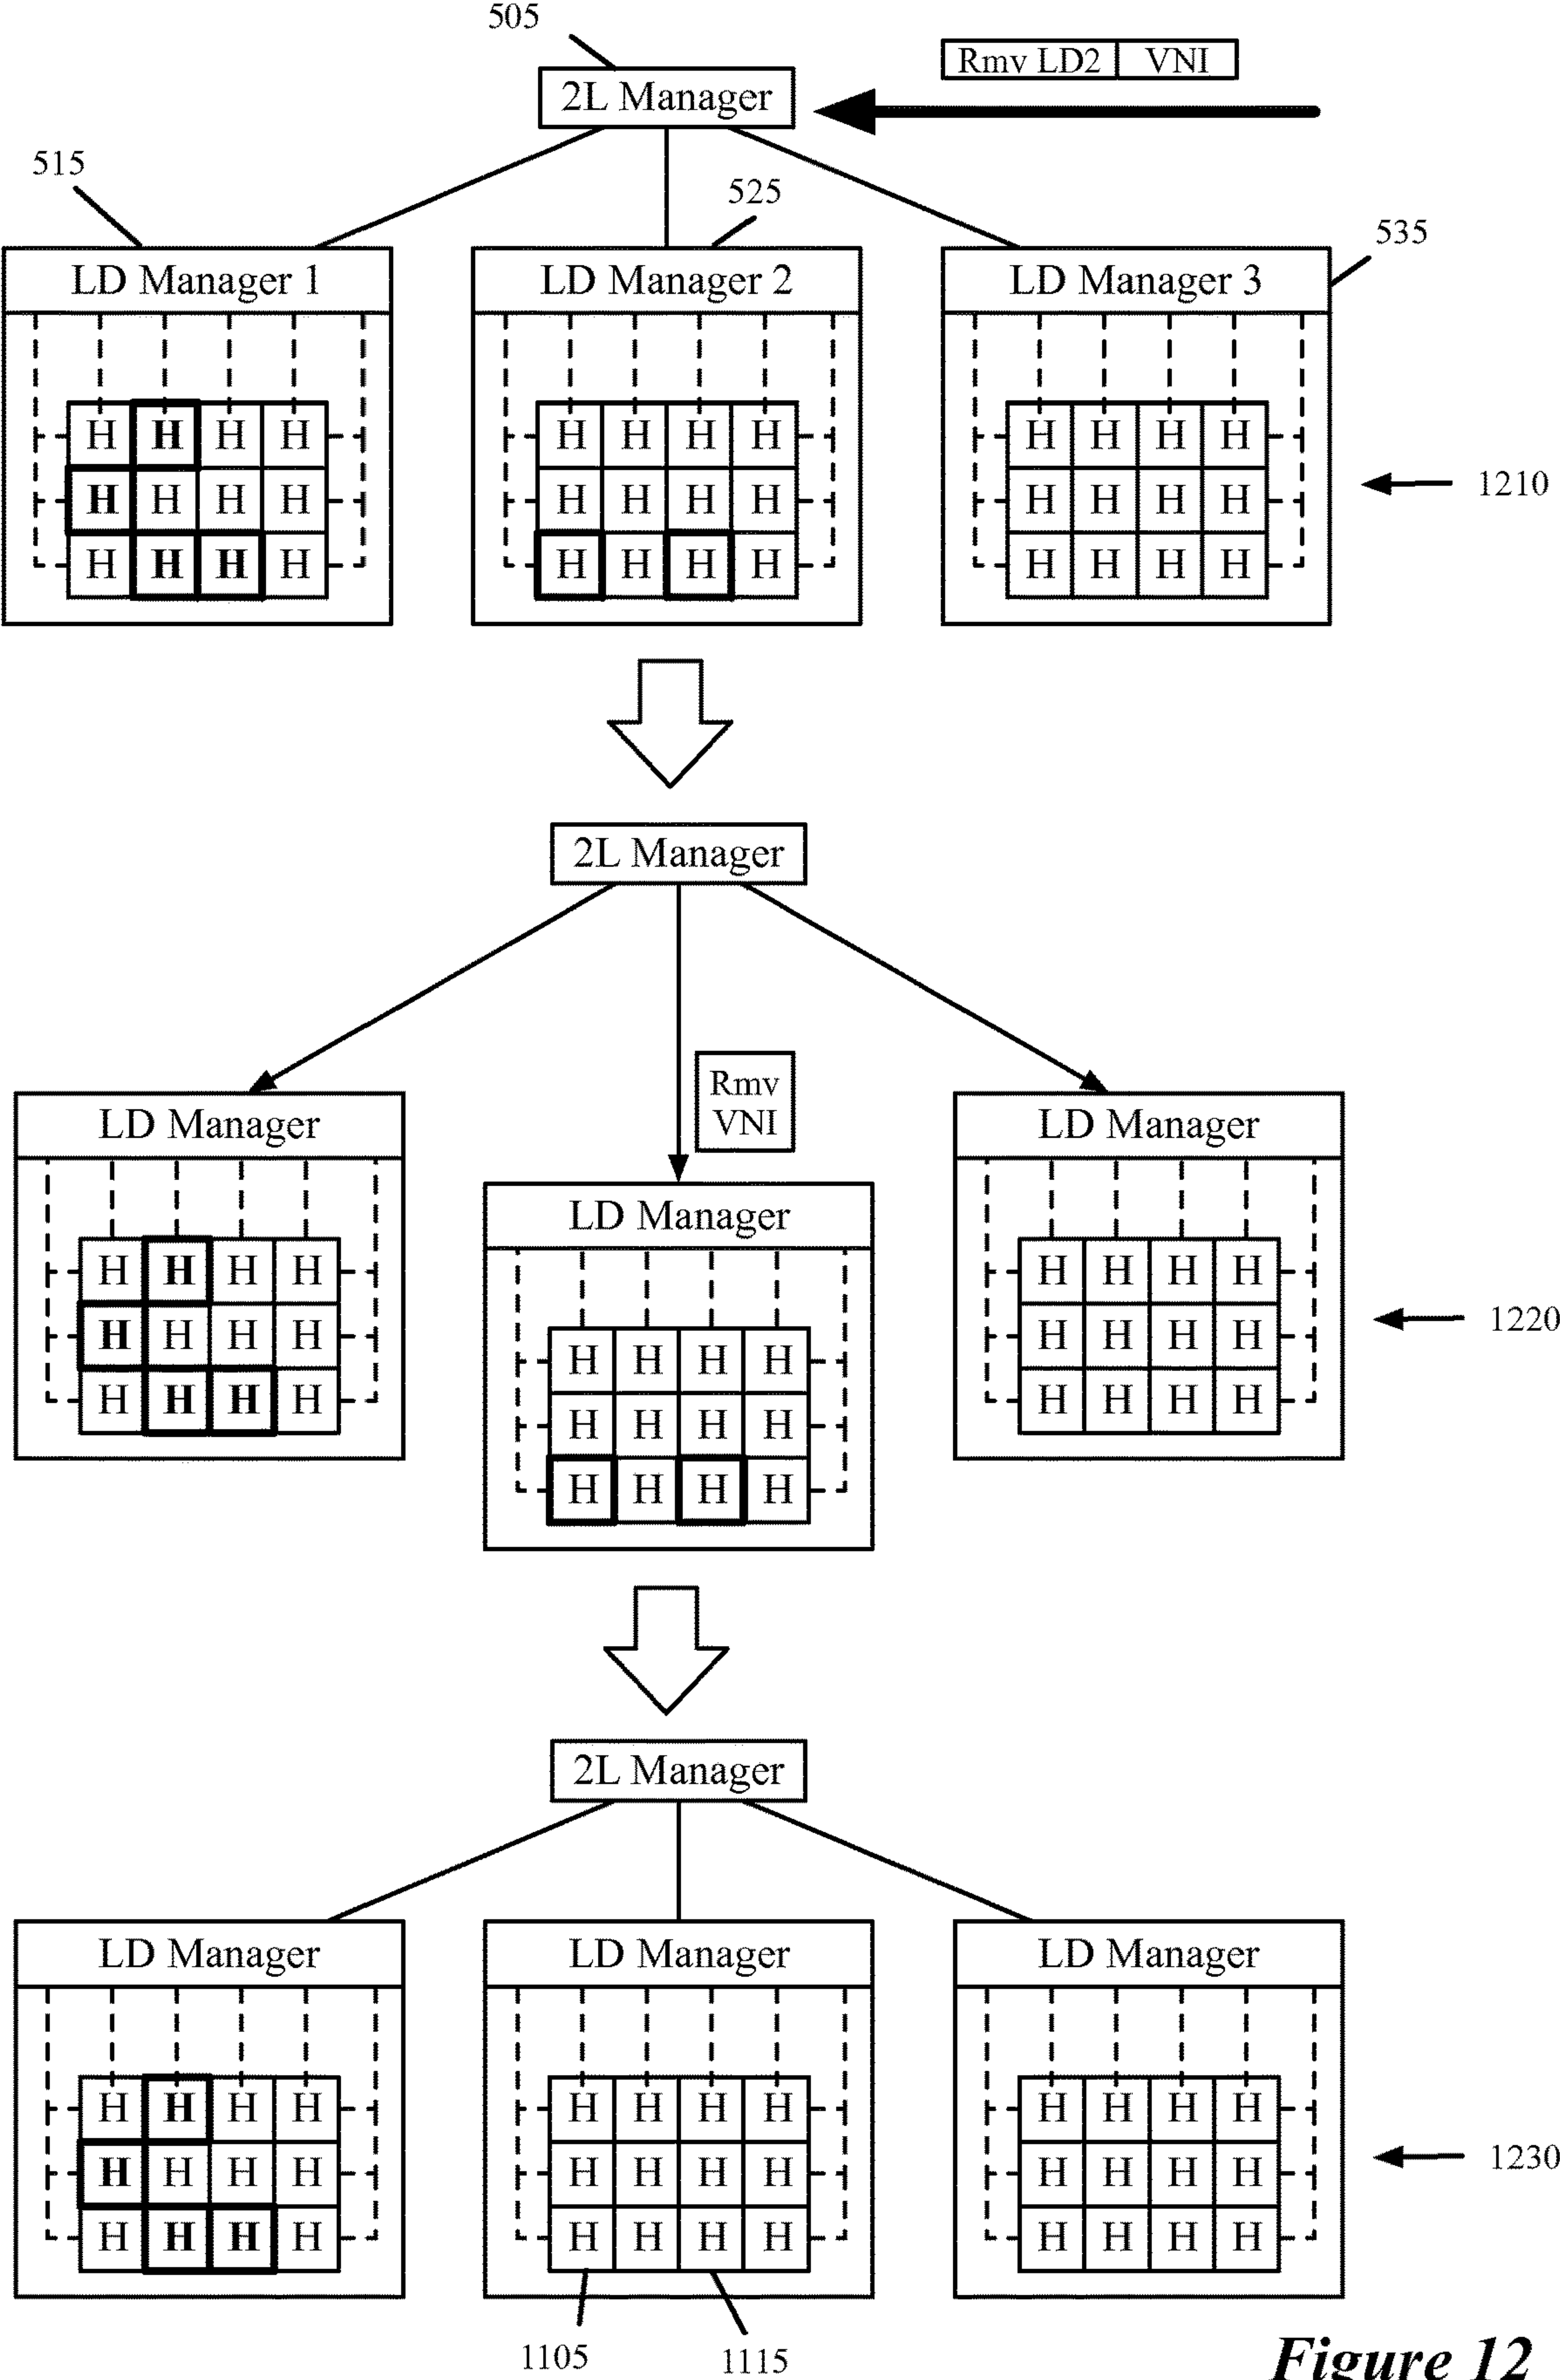 505
Rmv LD2 VNI
2L Manager
515
525
535
LD Manager 1 LD Manager 2 LD Manager 3
H H H H H H H H H H H H
H H H H H H H H H H H H 1210
H H H H H H H H H H H H
2L Manager
Rmv
VNI
LD Manager LD Manager
LD Manager
H H H H H H H H
H H H H H H H H 1220
H H H H H H H H
H H H H
H H H H
H H H H
2L Manager
LD Manager LD Manager LD Manager
H H H H H H H H H H H H
H H H H H H H H H H H H 1230
H H H H H H H H H H H H
1105 1115
Figure 12